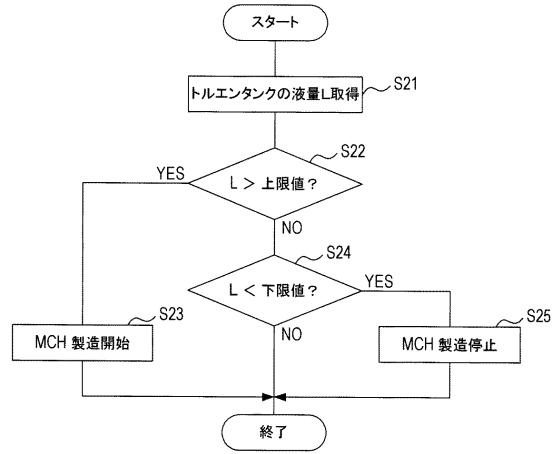 スタート
トルエンタンクの液量L取得
S21
S22
L > 上限値?
YES
NO
S24
L < 下限値?
YES
NO
S23
MCH 製造開始
S25
MCH 製造停止
終了